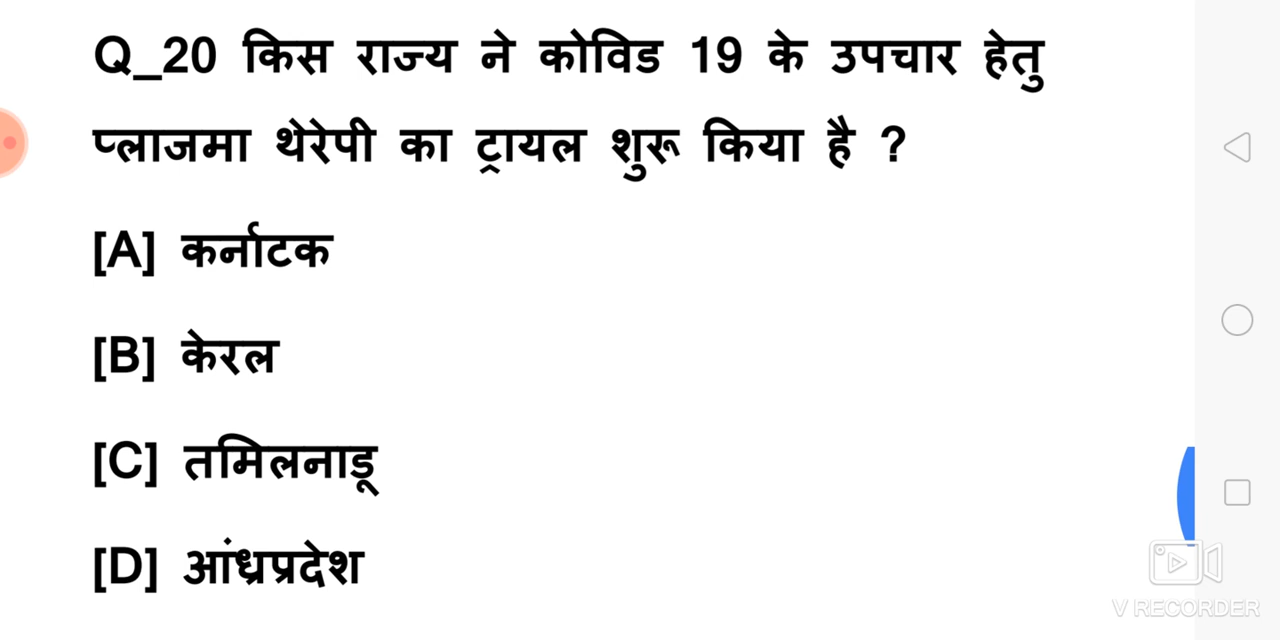 Q_20 किस राज्य ने कोविड 19 के उपचार हेतु
प्लाजमा थेरेपी का ट्रायल शुरू किया है ?
[A] कर्नाटक
[B] केरल
[C] तमिलनाडू
[D] आंध्रप्रदेश
V RECORDER